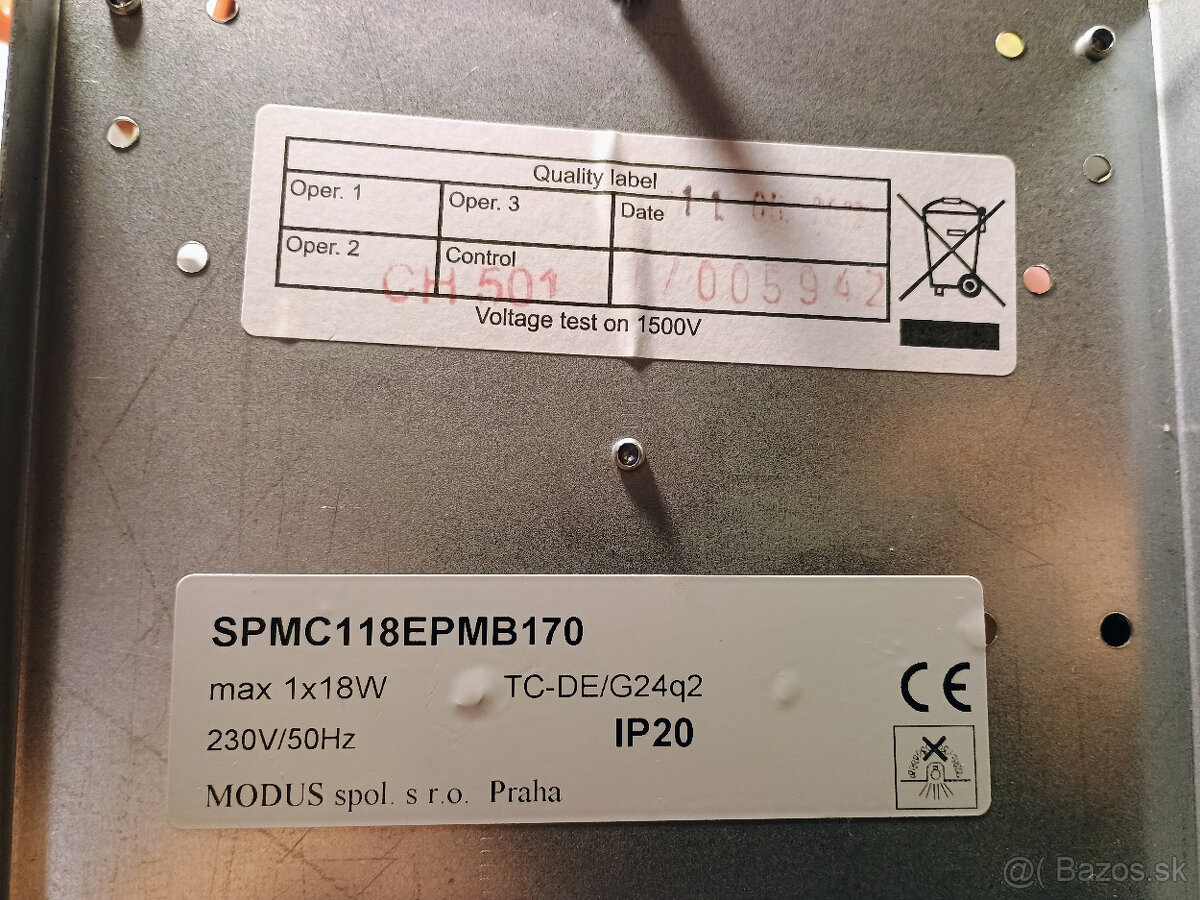 Quality label
Oper. 1
Oper. 3
Date
Oper. 2
Control
CH 501
005942
Voltage test on 1500V
SPMC118EPMB170
max 1x18W TC-DE/G24q2
230V/50Hz IP20
MODUS spol. s r.o. Praha
CE
@( Bazos.sk